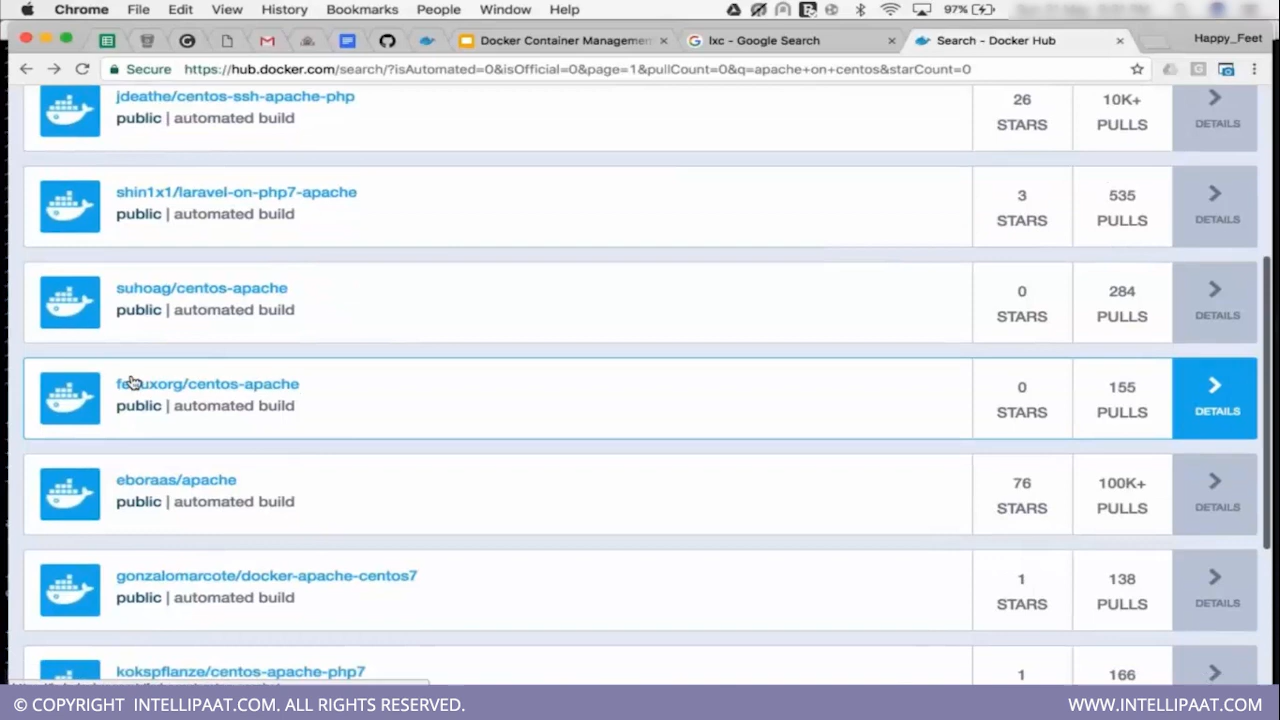 Chrome File Edit View History Bookmarks People Window Help 97%
Docker Container Managemen lxc - Google Search Search - Docker Hub Happy_Feet
Secure https://hub.docker.com/search/?isAutomated=0&isOfficial=0&page=1&pullCount=0&q=apache+on+centos&starCount=0
jdeathe/centos-ssh-apache-php
public | automated build
26
STARS
10K+
PULLS
DETAILS
shin1x1/laravel-on-php7-apache
public | automated build
3
STARS
535
PULLS
DETAILS
suhoag/centos-apache
public | automated build
0
STARS
284
PULLS
DETAILS
/centos-apache
public | automated build
0
STARS
155
PULLS
DETAILS
eboraas/apache
public | automated build
76
STARS
100K+
PULLS
DETAILS
gonzalomarcote/docker-apache-centos7
public | automated build
1
STARS
138
PULLS
DETAILS
kokspflanze/centos-apache-php7
1
166
© COPYRIGHT INTELLIPAAT.COM. ALL RIGHTS RESERVED.
WWW.INTELLIPAAT.COM